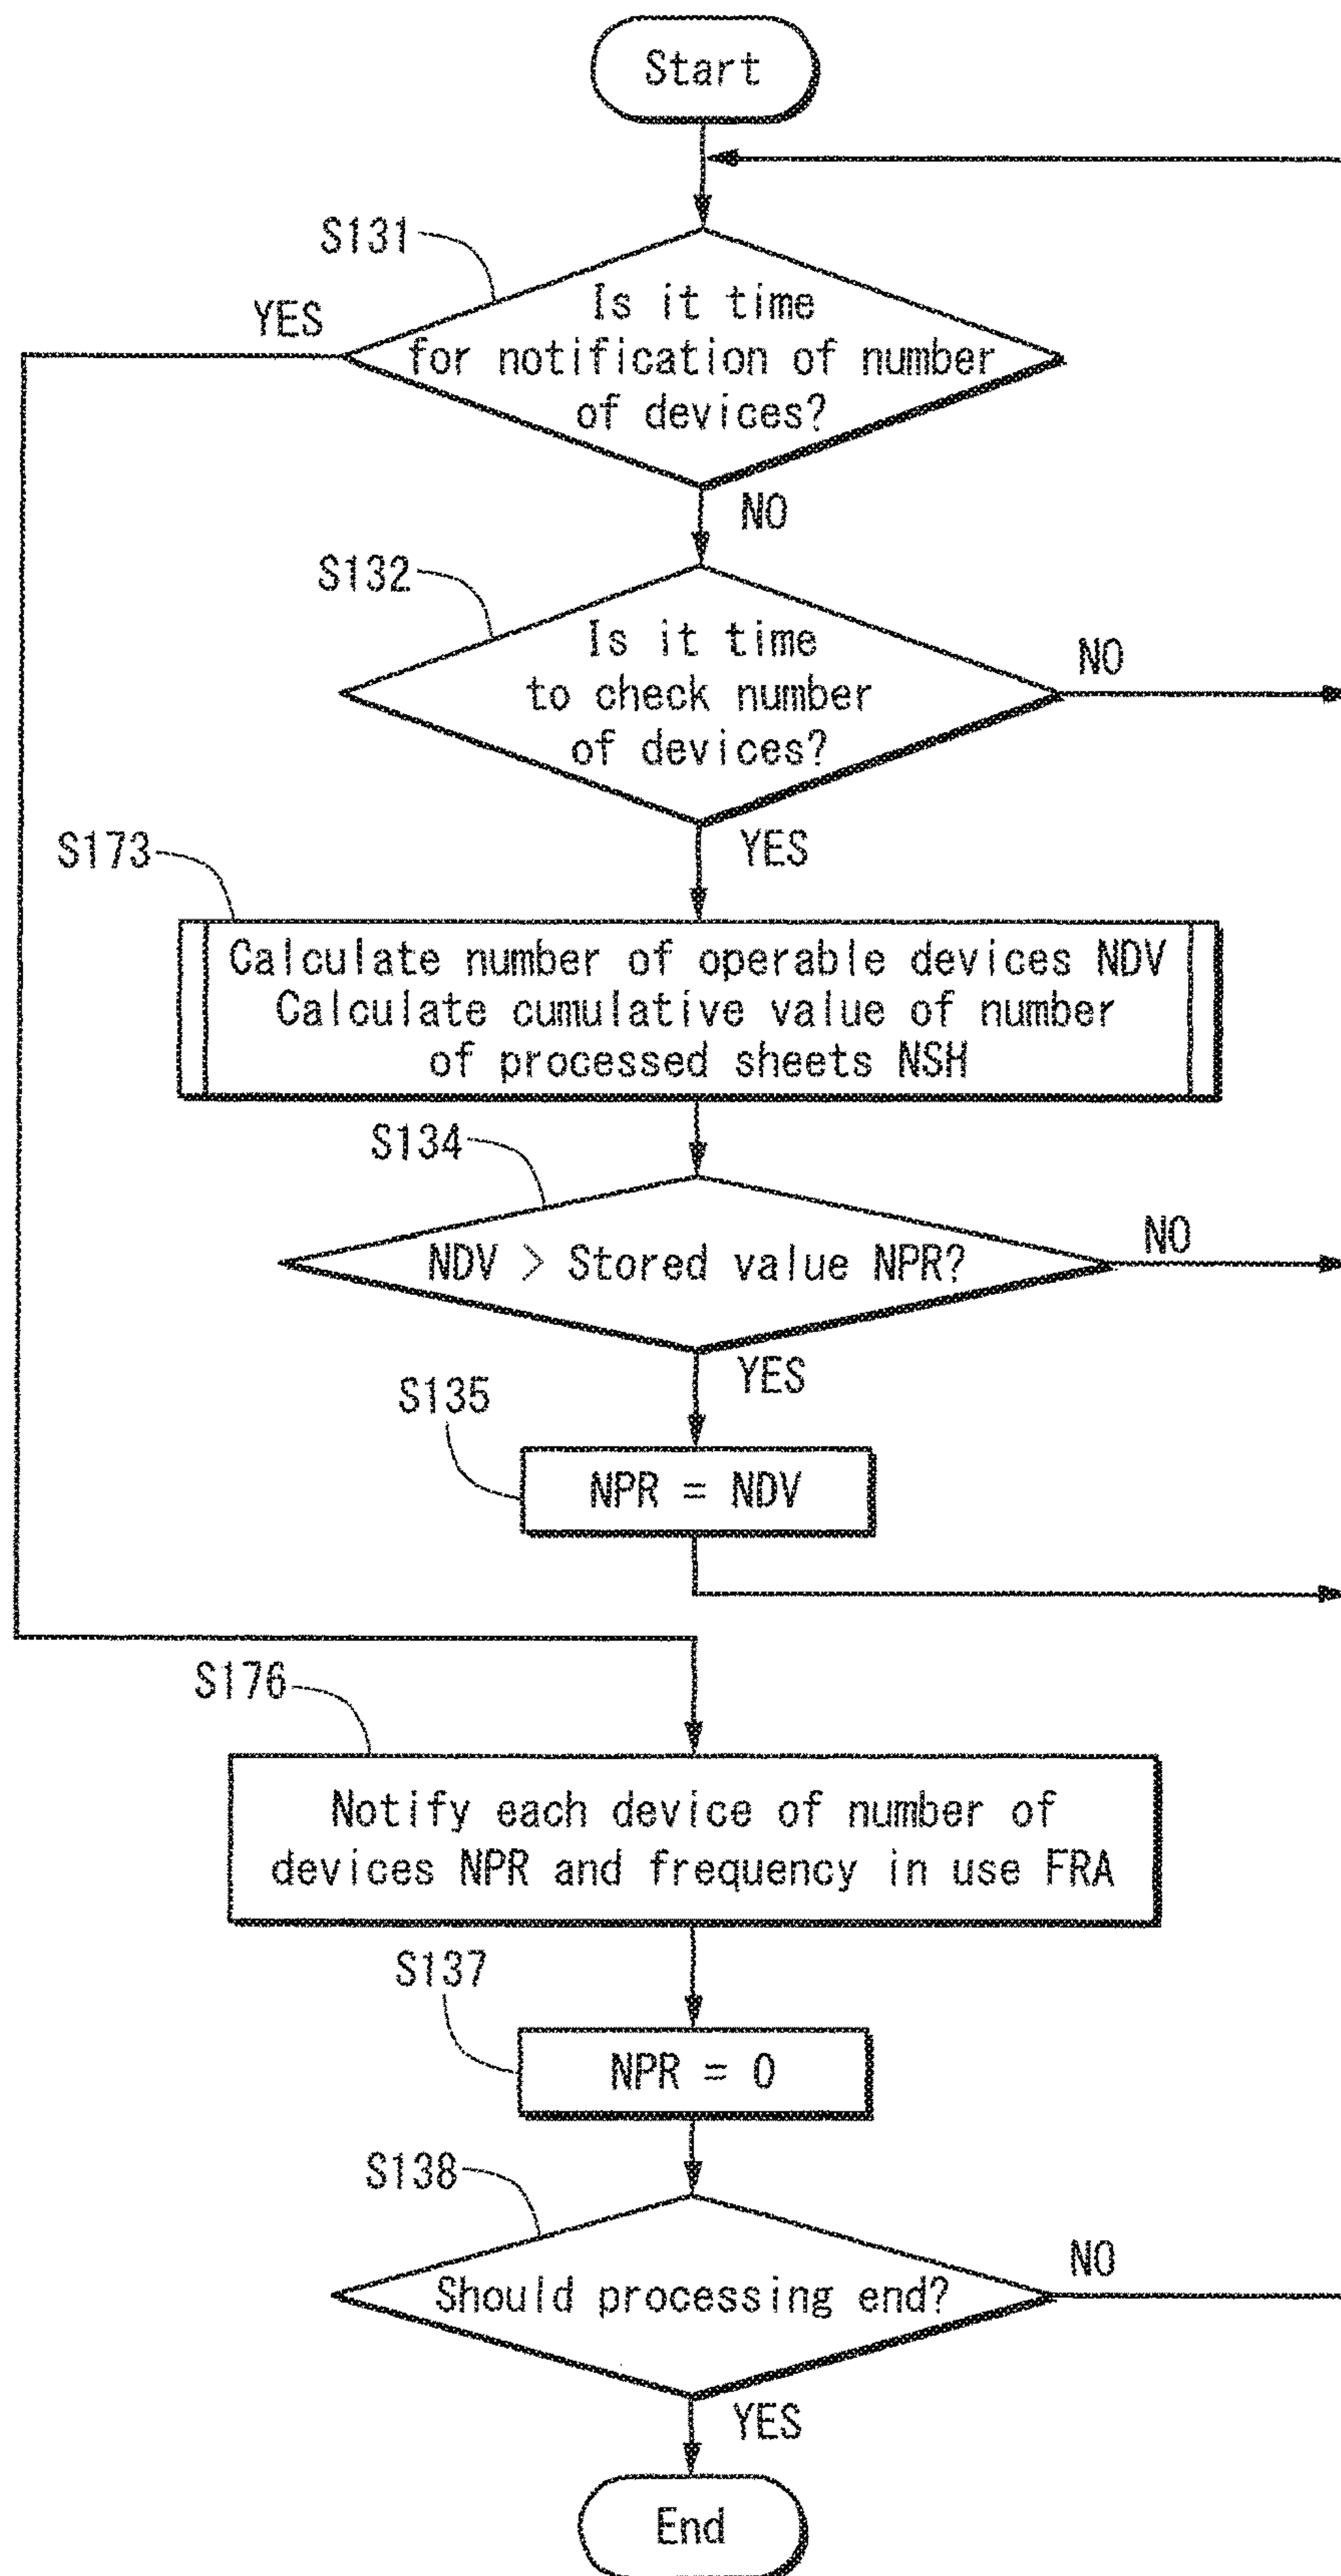 Start
S131
YES
Is it time
for notification of number
of devices?
NO
S132
Is it time
to check number
of devices?
NO
YES
S173
Calculate number of operable devices NDV
Calculate cumulative value of number
of processed sheets NSH
S134
NDV > Stored value NPR?
NO
YES
S135
NPR = NDV
S176
Notify each device of number of
devices NPR and frequency in use FRA
S137
NPR = 0
S138
Should processing end?
NO
YES
End